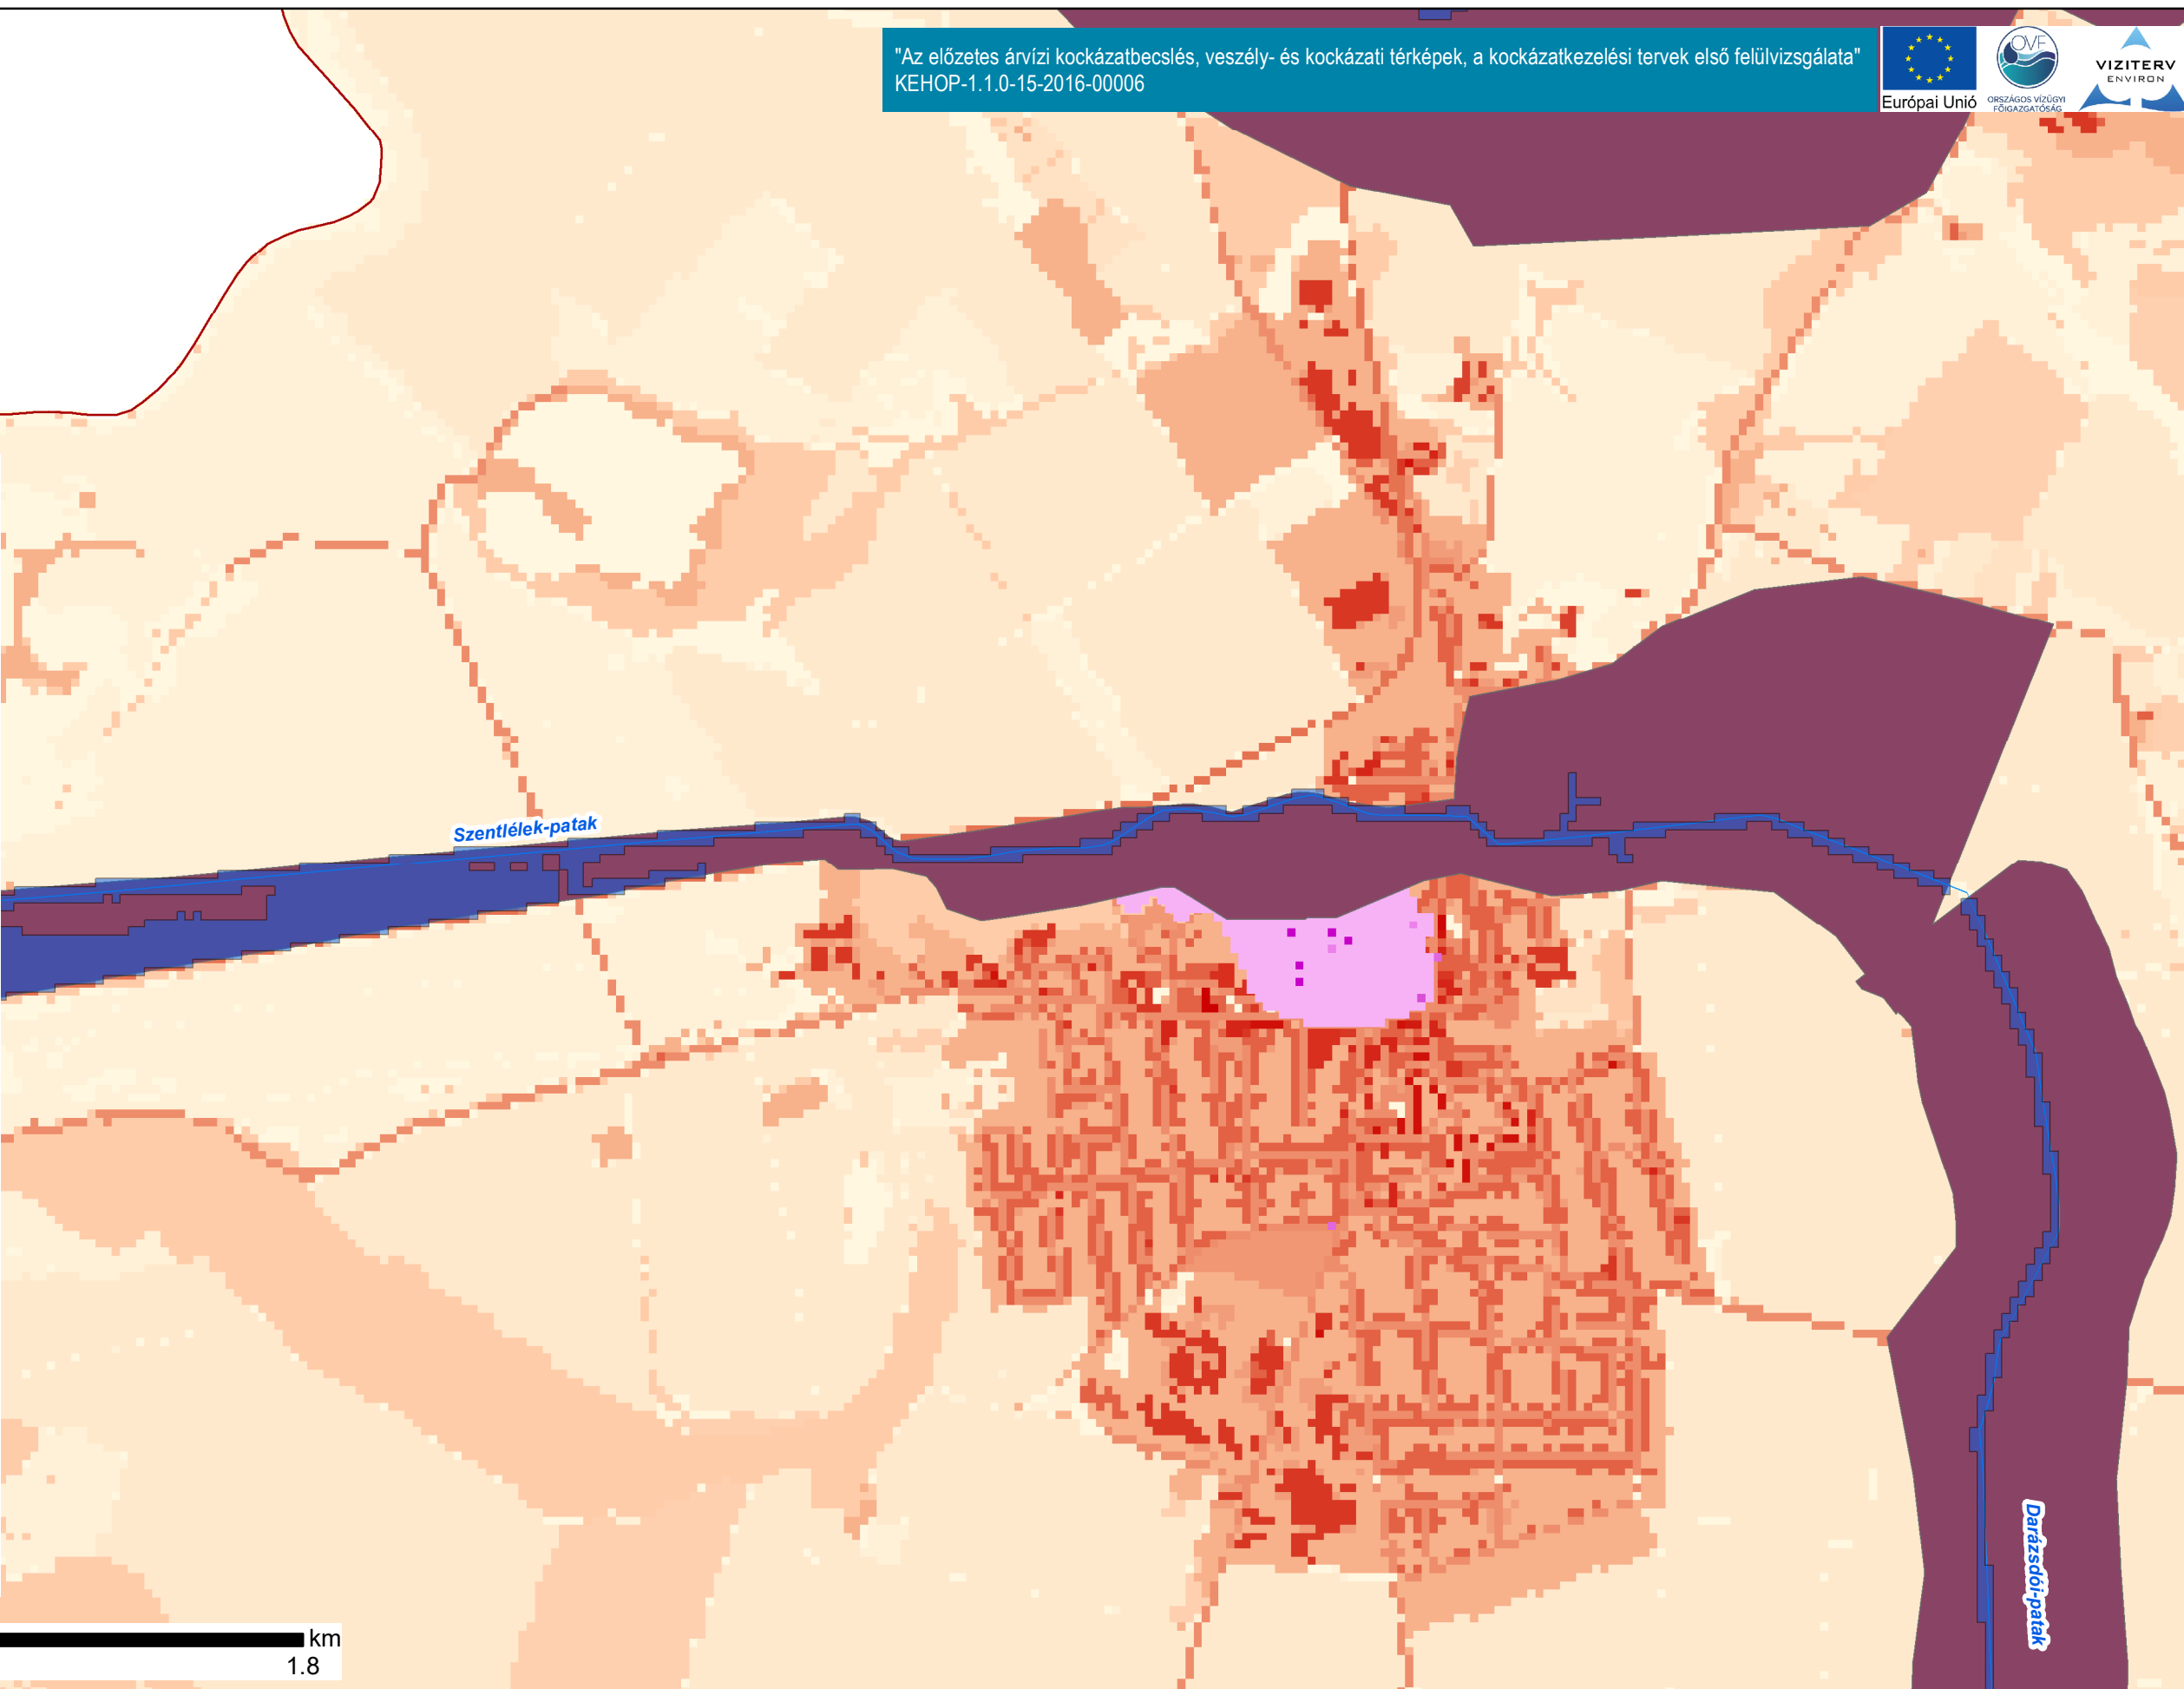 "Az előzetes árvízi kockázatbecslés, veszély- és kockázati térképek, a kockázatkezelési tervek első felülvizsgálata"
KEHOP-1.1.0-15-2016-00006
Európai Unió
OVF
ORSZÁGOS VÍZÜGYI
FŐIGAZGATÓSÁG
VIZITERV
ENVIRON
Szentlélek-patak
Darázsdói-patak
km
1.8